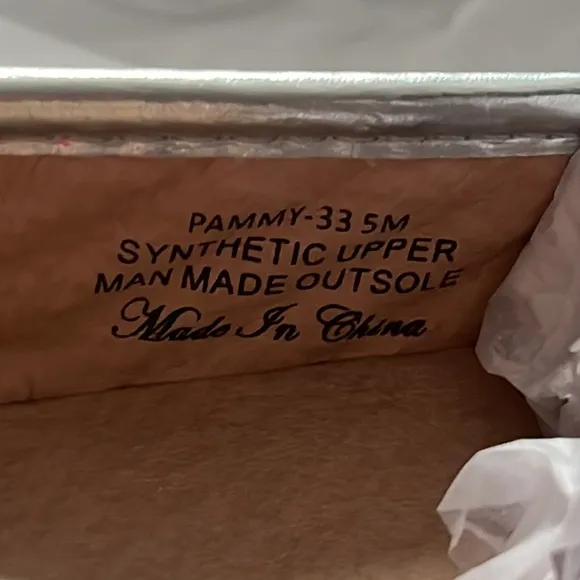 PAMMY-33 5M
SYNTHETIC UPPER
MAN MADE OUTSOLE
Made In China